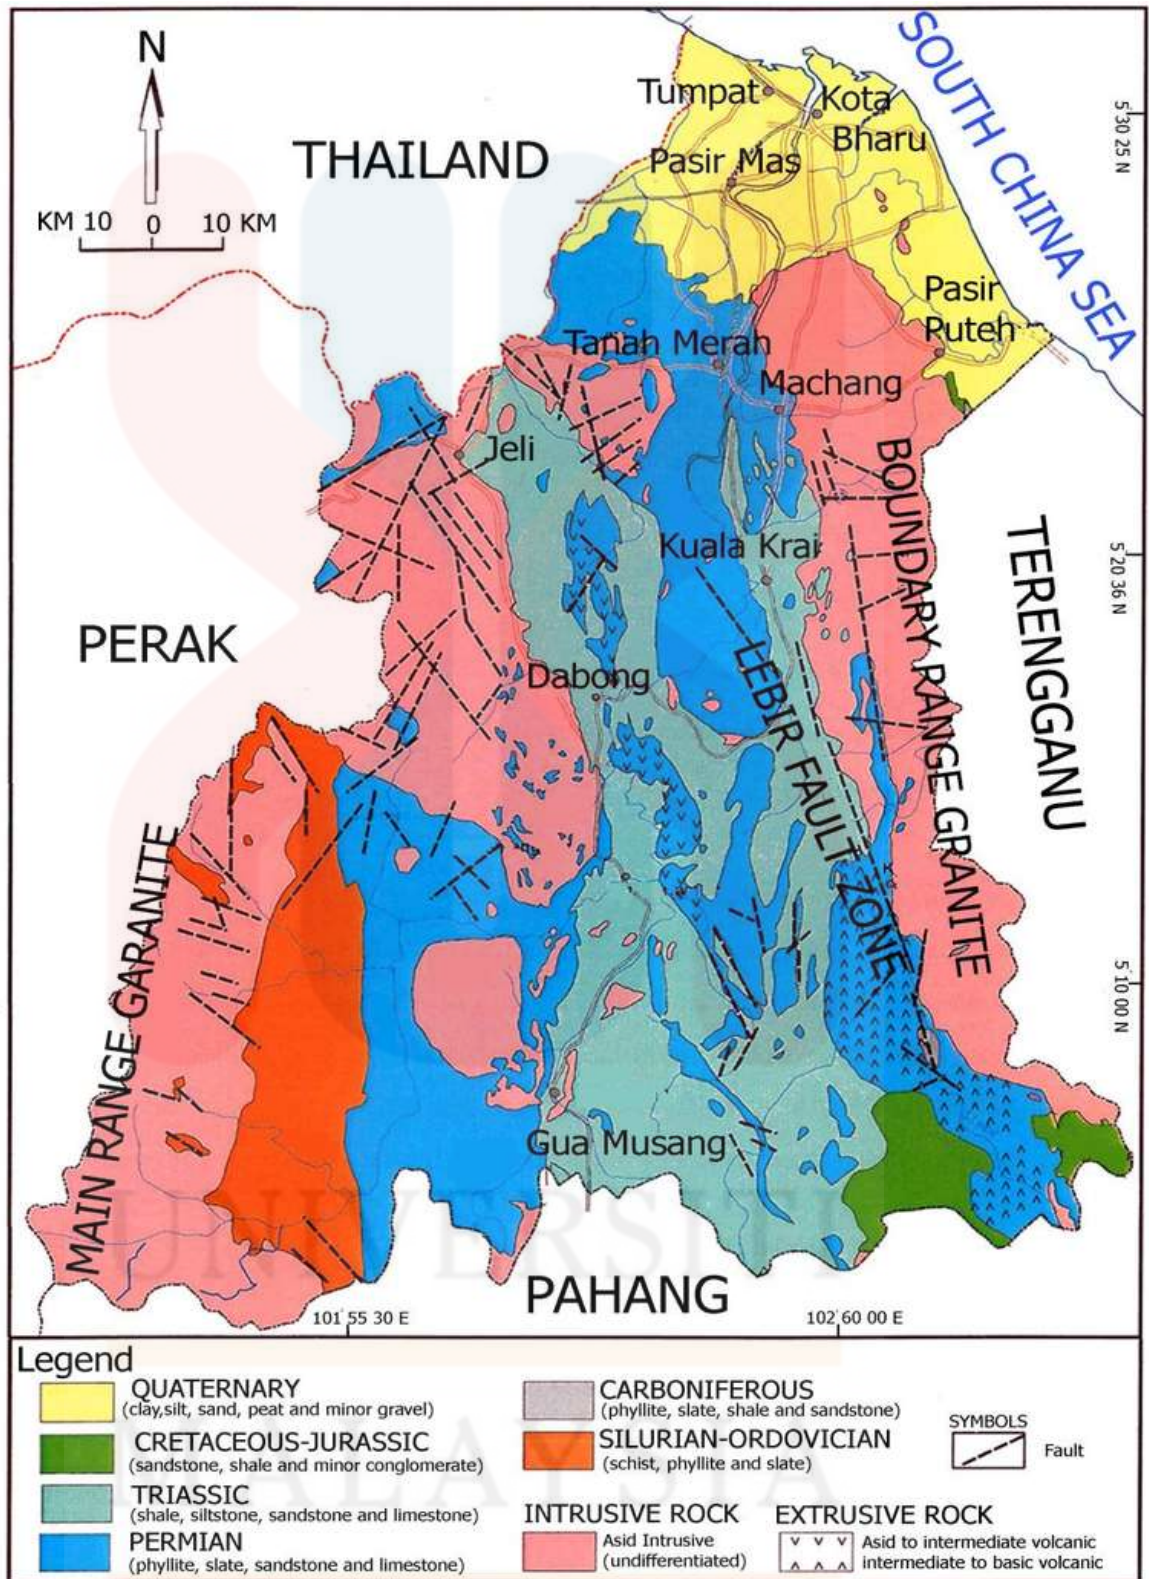 N
KM 10 0 10 KM
THAILAND
SOUTH CHINA SEA
Tumpat
Kota
Bharu
Pasir Mas
5 30 25 N
Pasir
Puteh
Tanah Merah
Machang
Jeli
BOUNDARY RANGE GRANITE
TERENGGANU
Kuala Krai
5 20 36 N
PERAK
Dabong
LEBIR FAULT ZONE
MAIN RANGE GARANITE
5 10 00 N
Gua Musang
UNIVERSITI
PAHANG
101 55 30 E
102 60 00 E
Legend
QUATERNARY
(clay,silt, sand, peat and minor gravel)
CRETACEOUS-JURASSIC
(sandstone, shale and minor conglomerate)
TRIASSIC
(shale, siltstone, sandstone and limestone)
PERMIAN
(phyllite, slate, sandstone and limestone)
CARBONIFEROUS
(phyllite, slate, shale and sandstone)
SILURIAN-ORDOVICIAN
(schist, phyllite and slate)
INTRUSIVE ROCK
Asid Intrusive
(undifferentiated)
SYMBOLS
Fault
EXTRUSIVE ROCK
Asid to intermediate volcanic
intermediate to basic volcanic
MALAYSIA